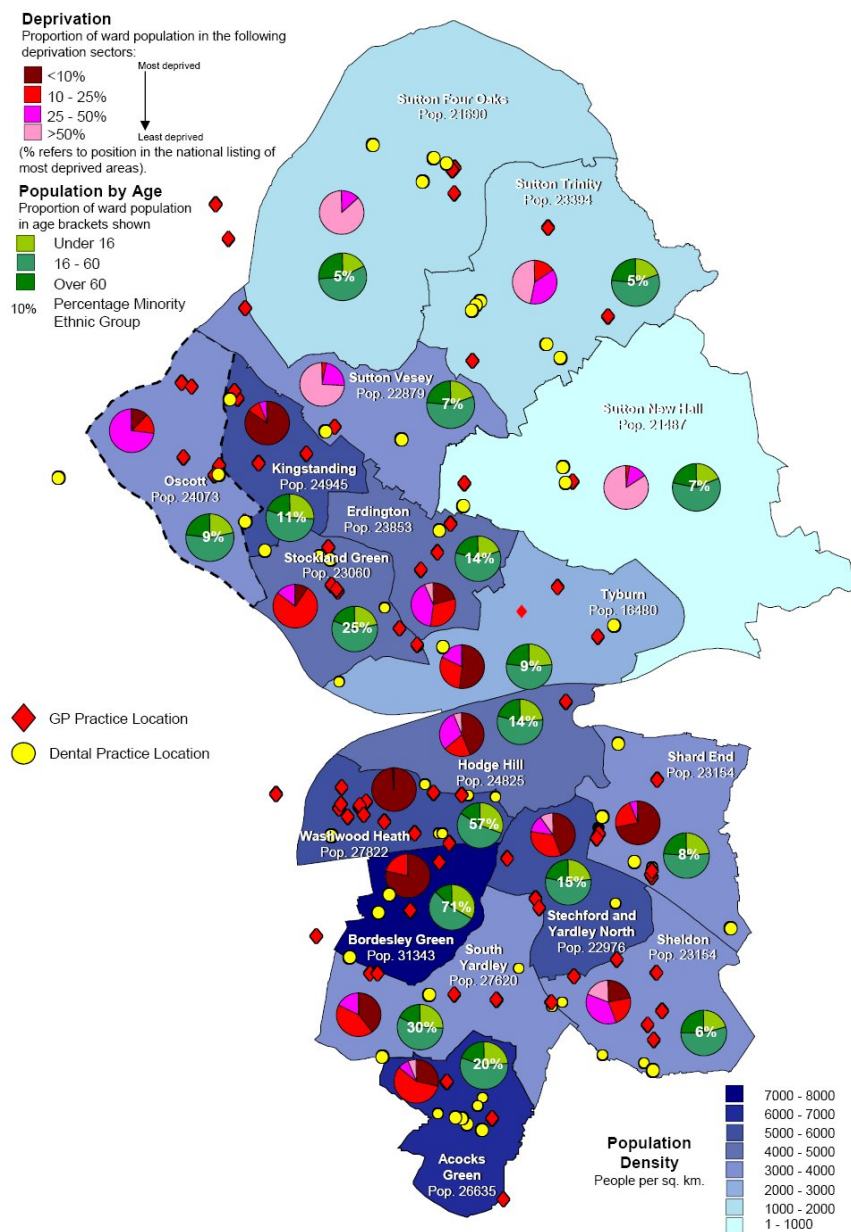 Deprivation
Proportion of ward population in the following
deprivation sectors:
Most deprived
<10%
10 - 25%
25 - 50%
>50%
Least deprived
(% refers to position in the national listing of
most deprived areas).
Population by Age
Proportion of ward population
in age brackets shown
Under 16
16 - 60
Over 60
10% Percentage Minority
Ethnic Group
Sutton Four Oaks
Pop. 21690
5%
Sutton Trinity
Pop. 23394
5%
Sutton Vesey
Pop. 22879
7%
Sutton New Hall
Pop. 21487
7%
Oscott
Pop. 24073
9%
Kingstanding
Pop. 24945
11%
Erdington
Pop. 23853
14%
Stockland Green
Pop. 23060
25%
Tyburn
Pop. 16480
9%
GP Practice Location
Dental Practice Location
14%
Hodge Hill
Pop. 24825
Shard End
Pop. 23154
8%
Washwood Heath
Pop. 27822
57%
15%
Stechford and
Yardley North
Pop. 22976
71%
Bordesley Green
Pop. 31343
South
Yardley
Pop. 27620
30%
Sheldon
Pop. 23154
6%
20%
Acocks
Green
Pop. 26635
Population
Density
People per sq. km.
7000 - 8000
6000 - 7000
5000 - 6000
4000 - 5000
3000 - 4000
2000 - 3000
1000 - 2000
1 - 1000